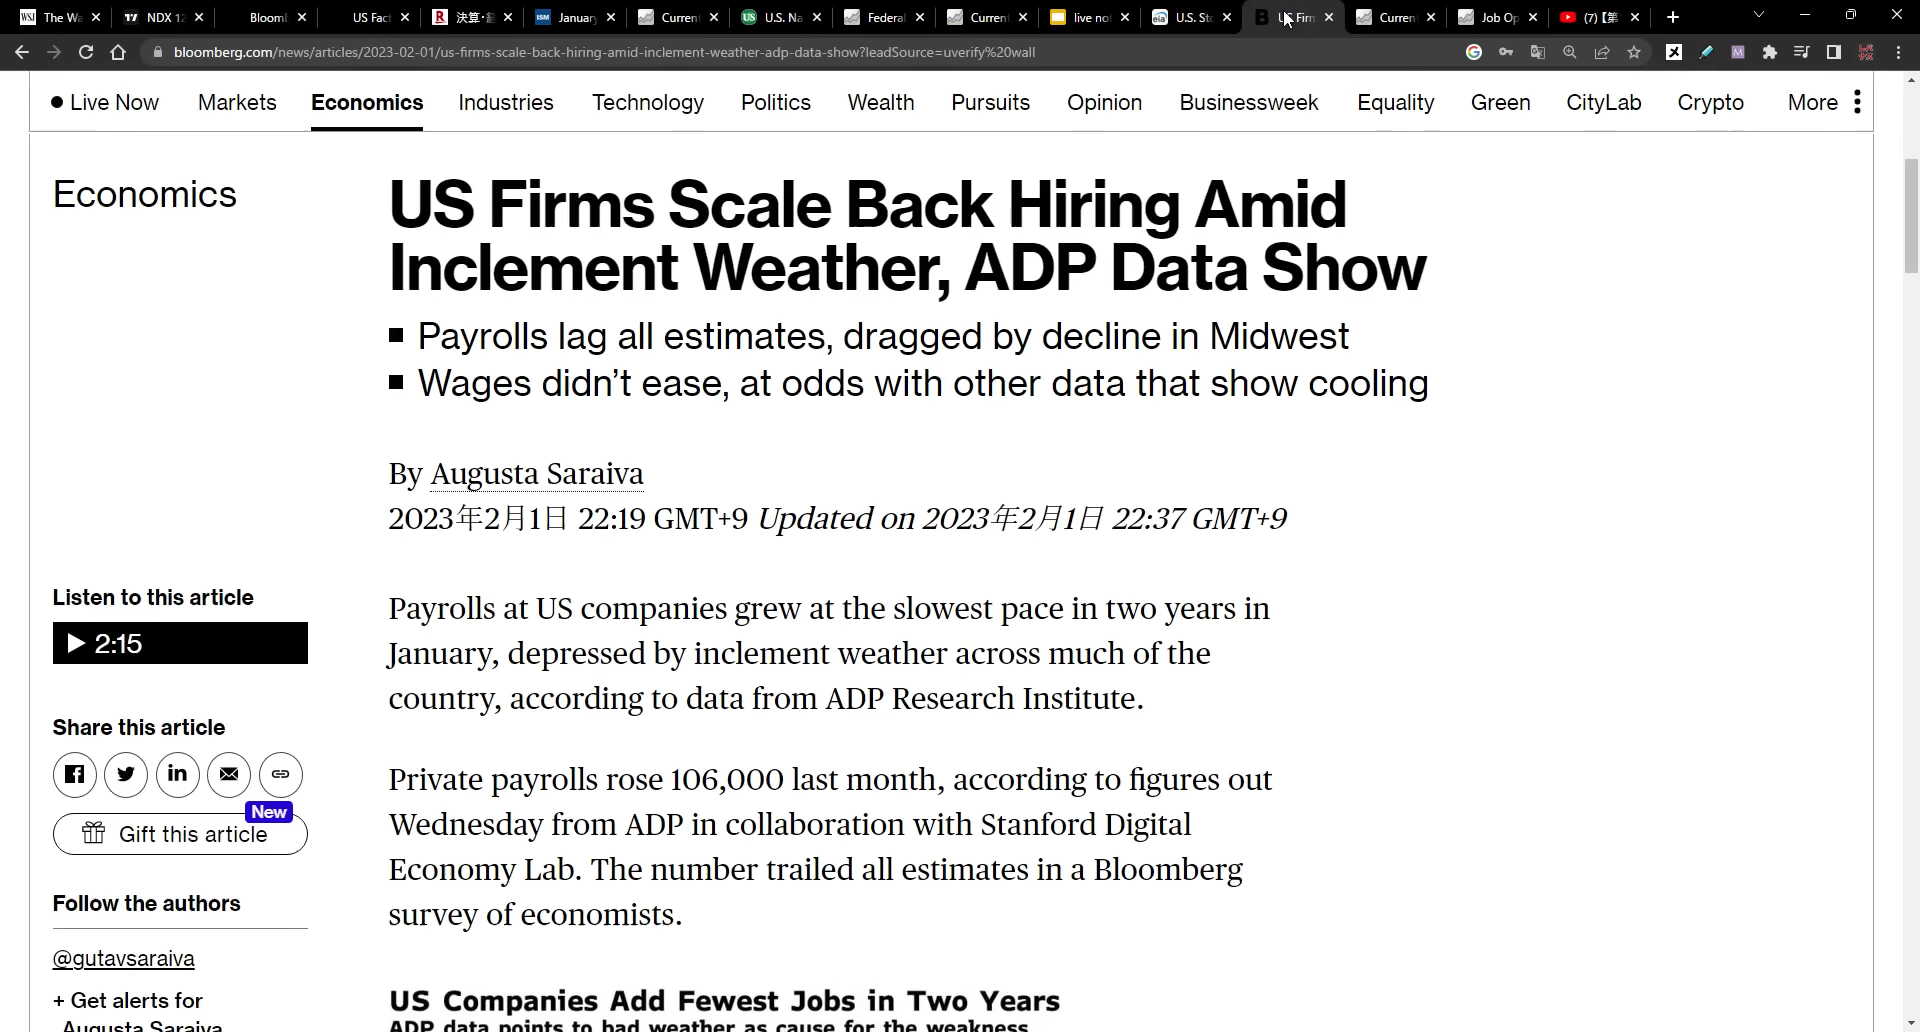 The W
NDX 12
Bloom
US Fac
決算・
January
Current
U.S. Na
Federal
Current
live no
U.S. St
US Firm
Current
Job Op
(7)【第
bloomberg.com/news/articles/2023-02-01/us-firms-scale-back-hiring-amid-inclement-weather-adp-data-show?leadSource=uverify%20wall
Live Now Markets Economics Industries Technology Politics Wealth Pursuits Opinion Businessweek Equality Green CityLab Crypto More
Economics
US Firms Scale Back Hiring Amid
Inclement Weather, ADP Data Show
Payrolls lag all estimates, dragged by decline in Midwest
Wages didn't ease, at odds with other data that show cooling
By Augusta Saraiva
2023年2月1日 22:19 GMT+9 Updated on 2023年2月1日 22:37 GMT+9
Listen to this article
2:15
Share this article
New
Gift this article
Follow the authors
@gutavsaraiva
+ Get alerts for
Augusta Saraiva
Payrolls at US companies grew at the slowest pace in two years in
January, depressed by inclement weather across much of the
country, according to data from ADP Research Institute.
Private payrolls rose 106,000 last month, according to figures out
Wednesday from ADP in collaboration with Stanford Digital
Economy Lab. The number trailed all estimates in a Bloomberg
survey of economists.
US Companies Add Fewest Jobs in Two Years
ADP data points to bad weather as cause for the weakness